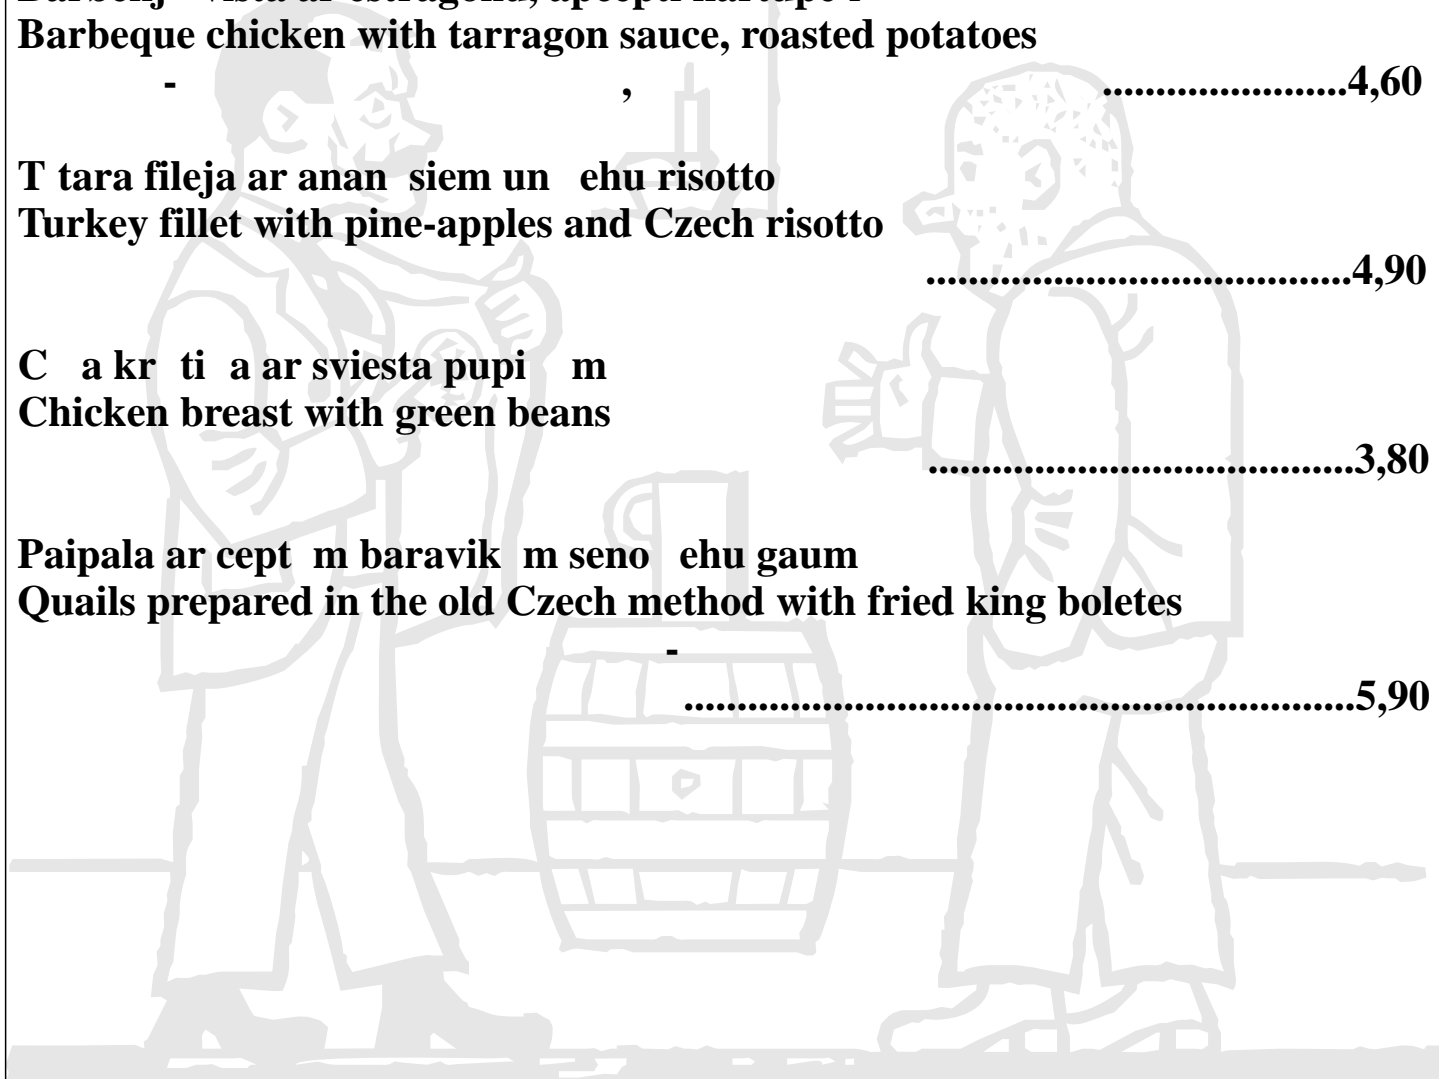 Barbeque chicken with tarragon sauce, roasted potatoes
- , ......................4,60
T tara fileja ar anan siem un ehu risotto
Turkey fillet with pine-apples and Czech risotto
........................................4,90
C a kr ti a ar sviesta pupi m
Chicken breast with green beans
........................................3,80
Paipala ar cept m baravik m seno ehu gaum
Quails prepared in the old Czech method with fried king boletes
-
................................................................5,90